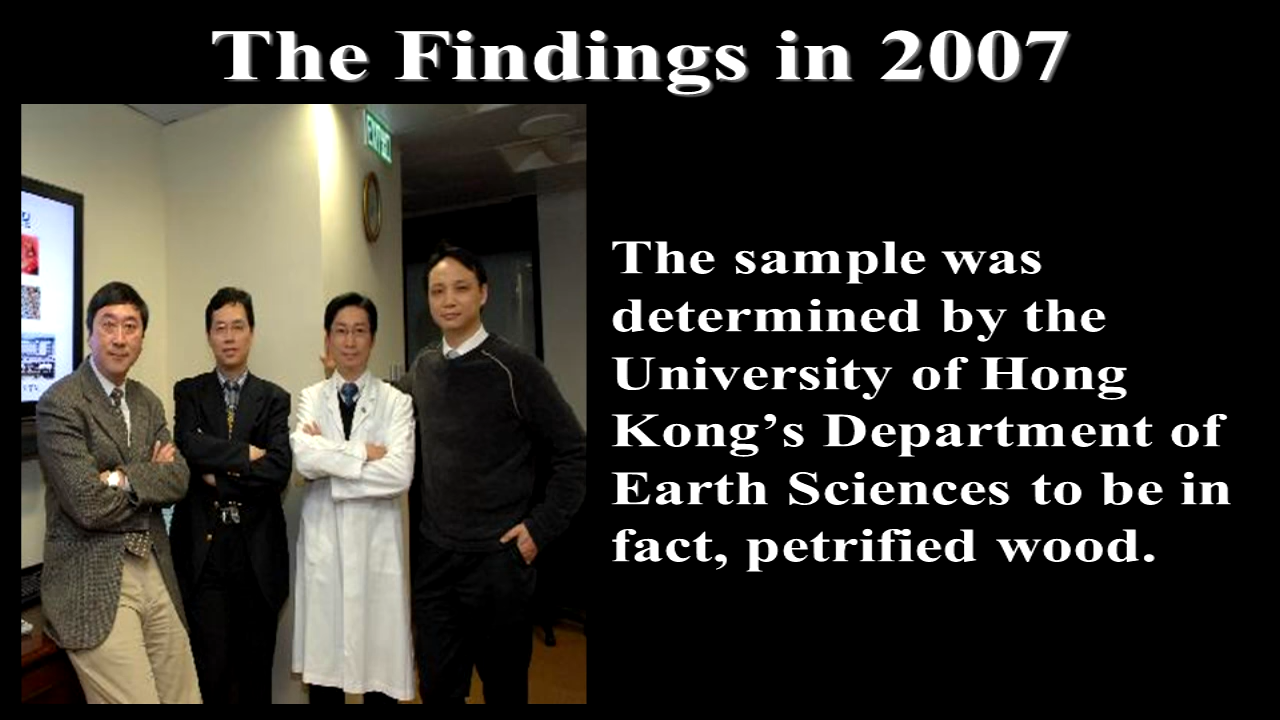 The Findings in 2007
EXIT
The sample was
determined by the
University of Hong
Kong’s Department of
Earth Sciences to be in
fact, petrified wood.